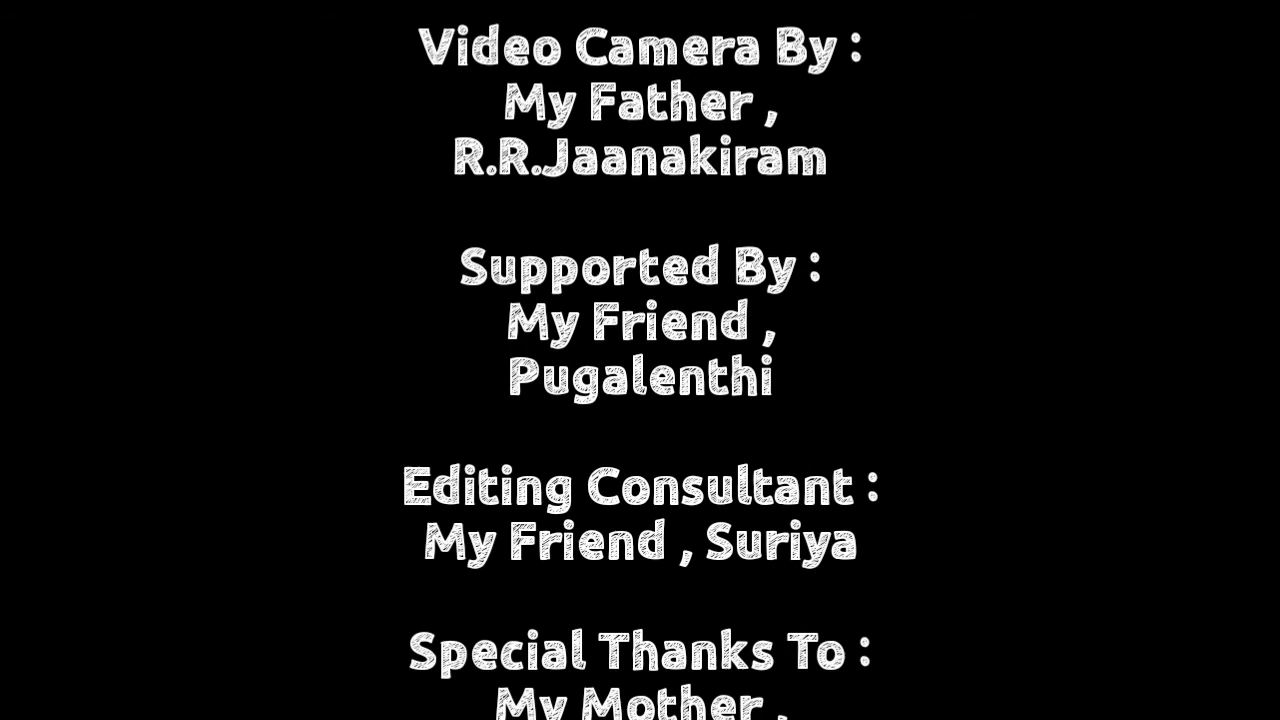 Video Camera By :
My Father ,
R.R.Jaanakiram
Supported By :
My Friend ,
Pugalenthi
Editing Consultant :
My Friend , Suriya
Special Thanks To :
My Mother ,